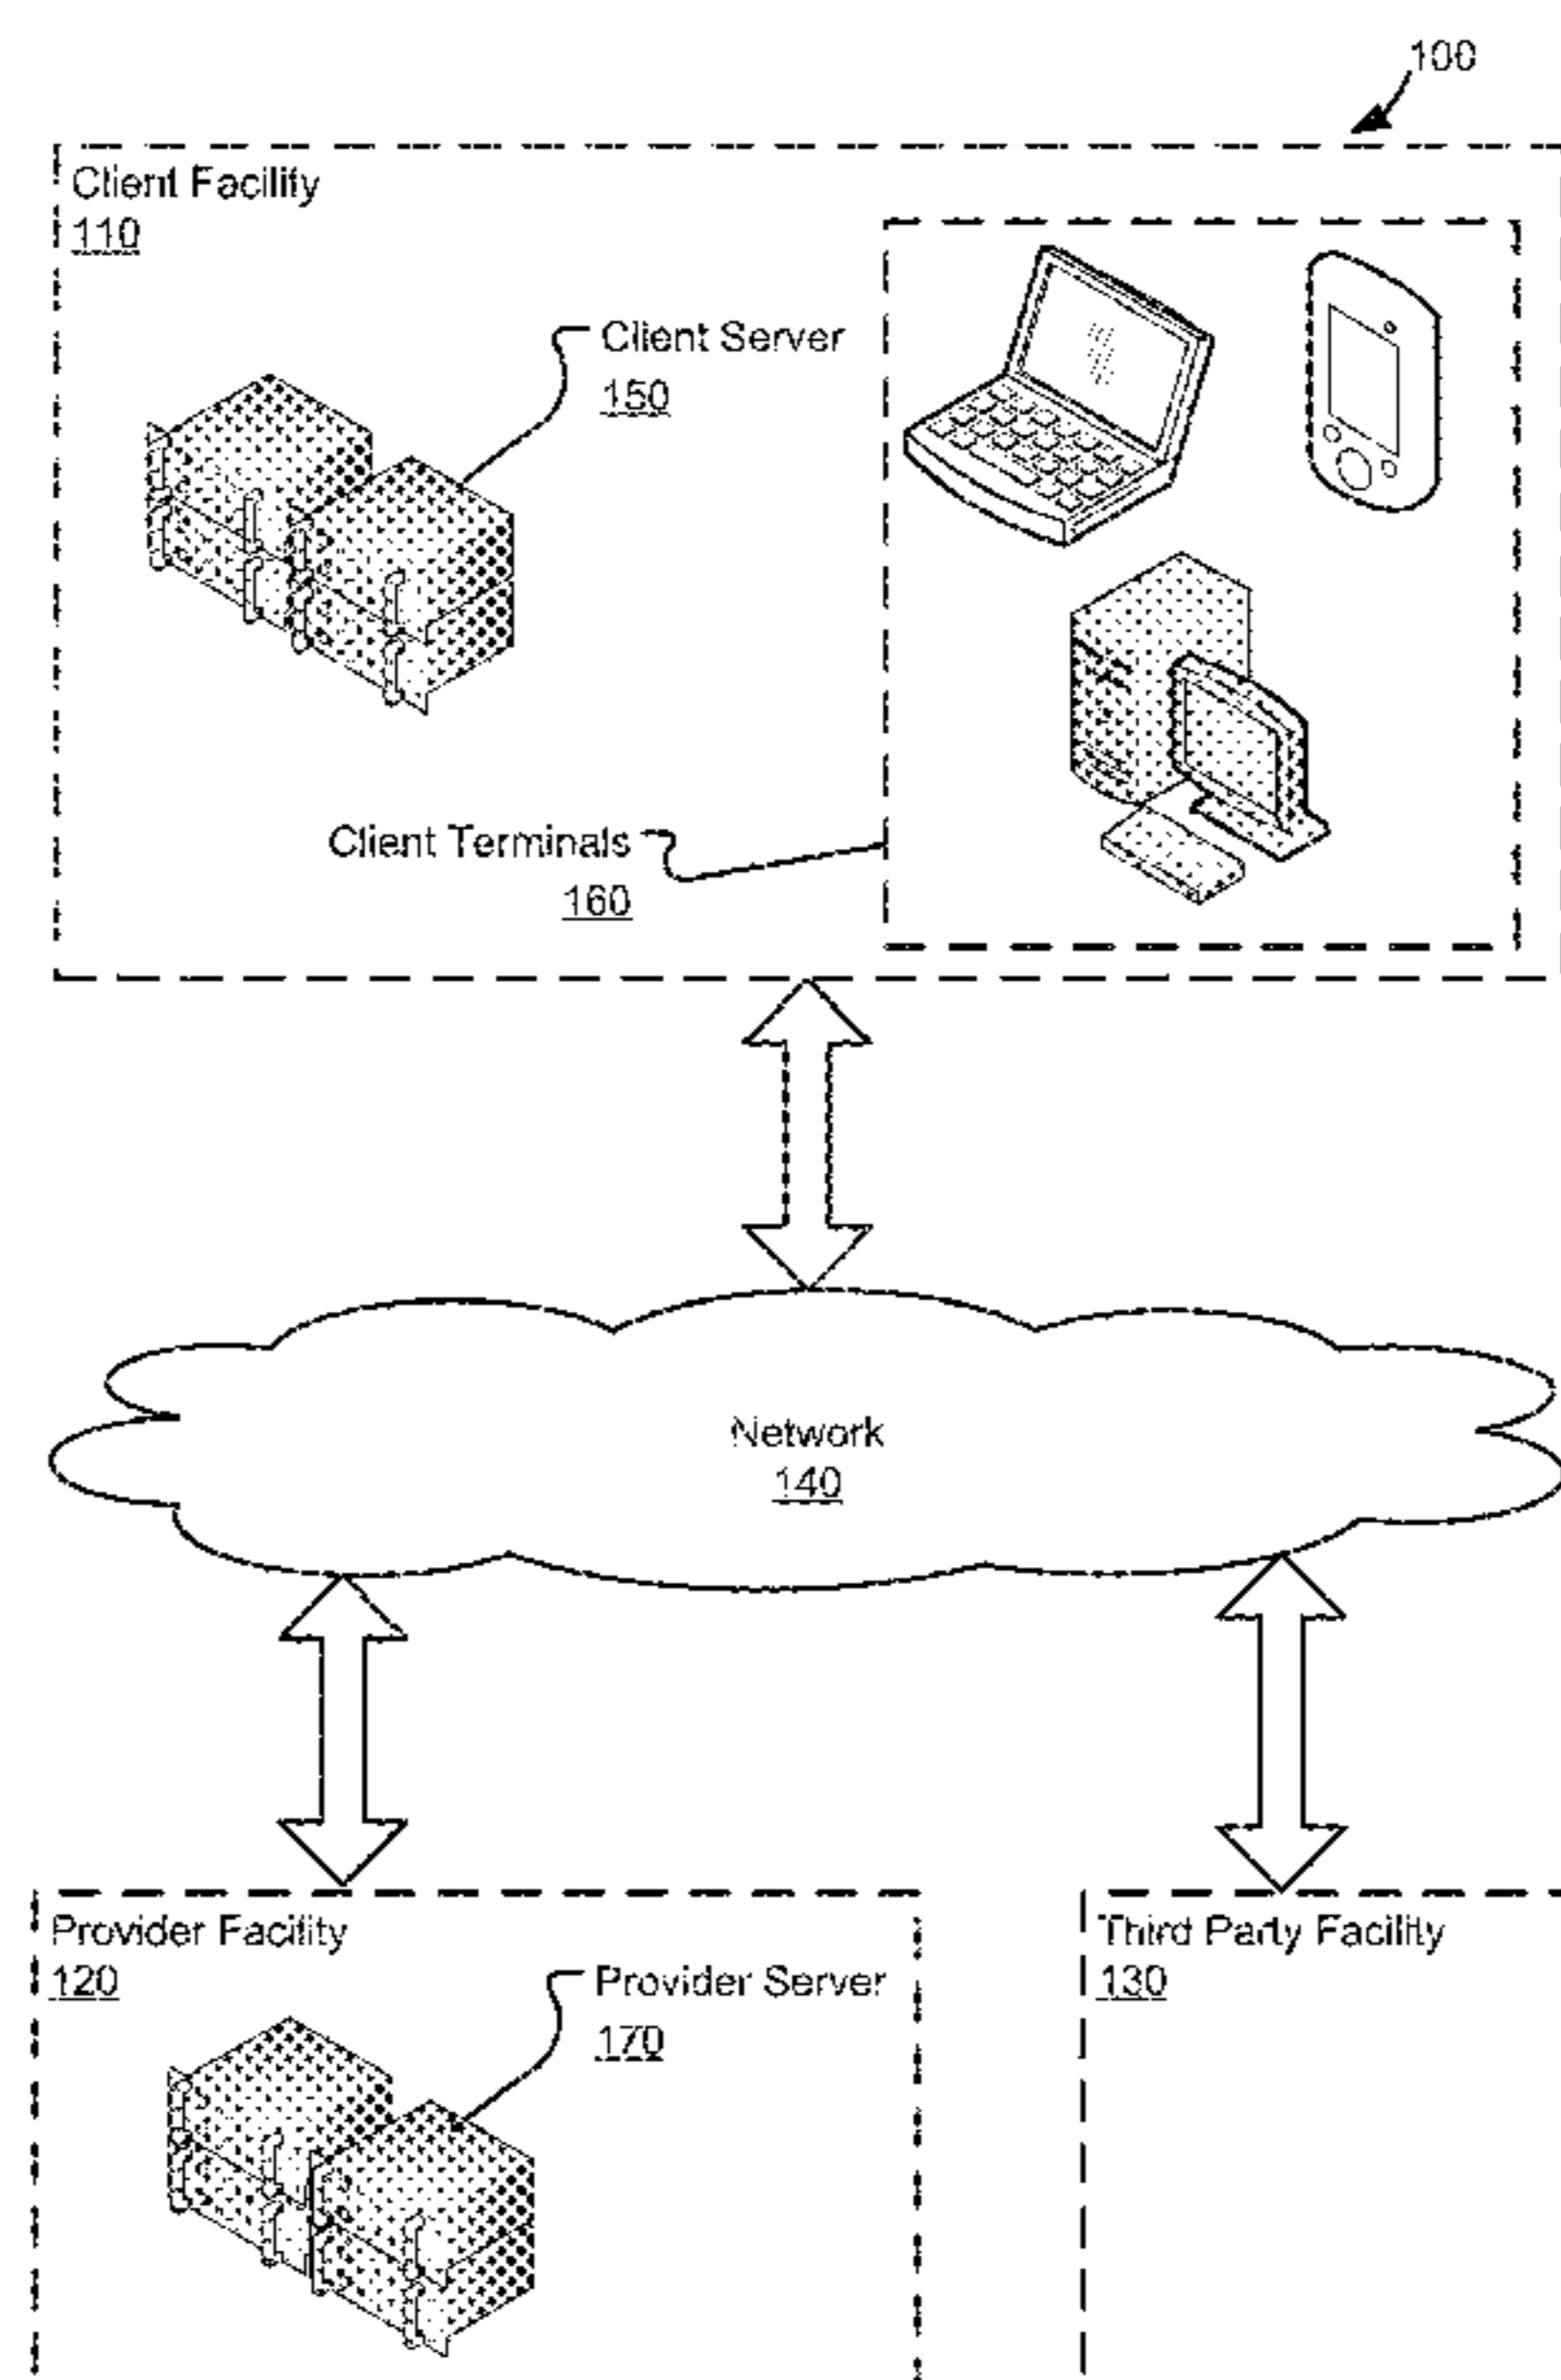 100
Client Facility
110
Client Server
150
Client Terminals
160
Network
140
Provider Facility
120
Provider Server
170
Third Party Facility
130